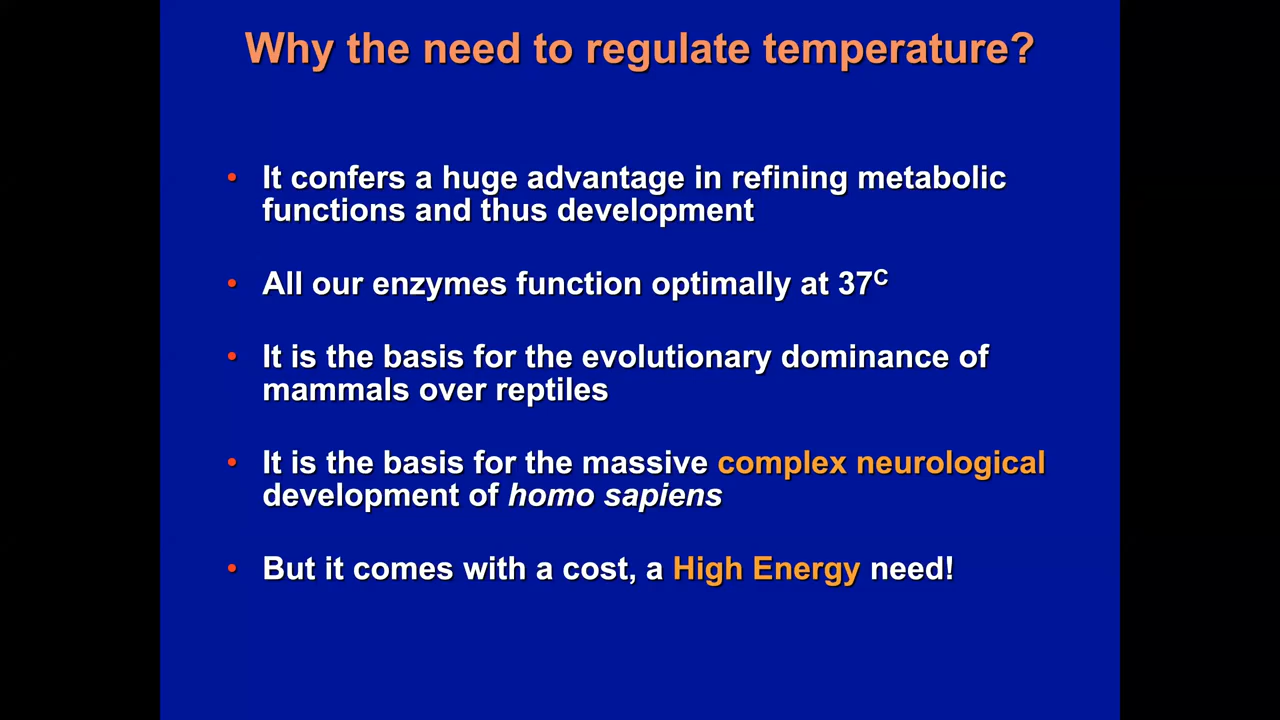 Why the need to regulate temperature?
• It confers a huge advantage in refining metabolic
functions and thus development
• All our enzymes function optimally at 37ᶜ
• It is the basis for the evolutionary dominance of
mammals over reptiles
• It is the basis for the massive complex neurological
development of homo sapiens
• But it comes with a cost, a High Energy need!